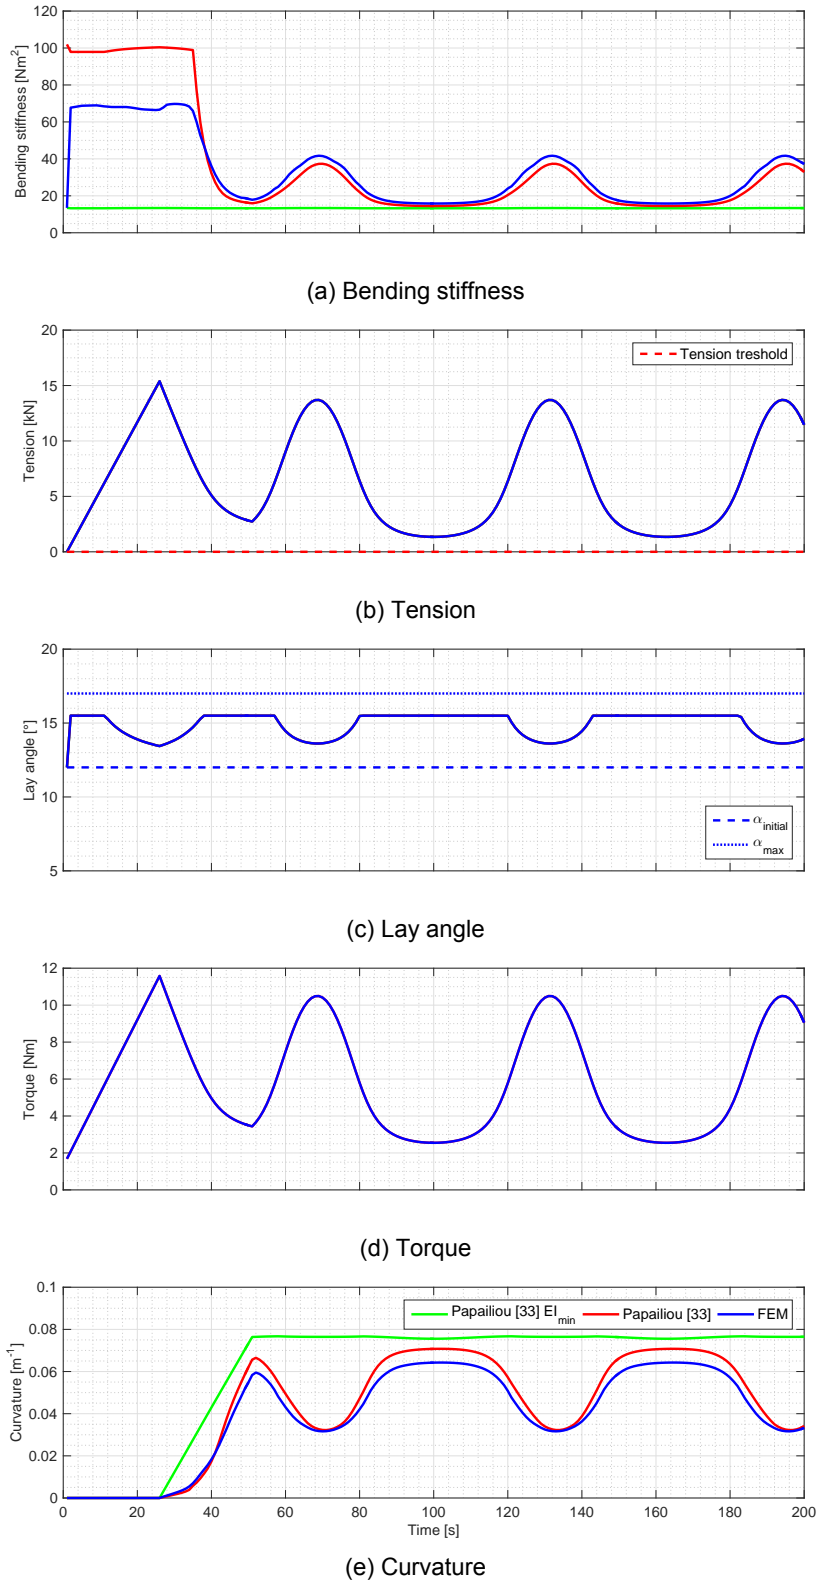 120
100
80
60
40
20
0
Bending stiffness [Nm²]
(a) Bending stiffness
20
15
10
5
0
Tension [kN]
Tension treshold
(b) Tension
20
15
10
5
Lay angle [°]
α_initial
α_max
(c) Lay angle
12
10
8
6
4
2
0
Torque [Nm]
(d) Torque
0.1
0.08
0.06
0.04
0.02
0
Curvature [m⁻¹]
Papailiou [33] EI_min Papailiou [33] FEM
0 20 40 60 80 100 120 140 160 180 200
Time [s]
(e) Curvature